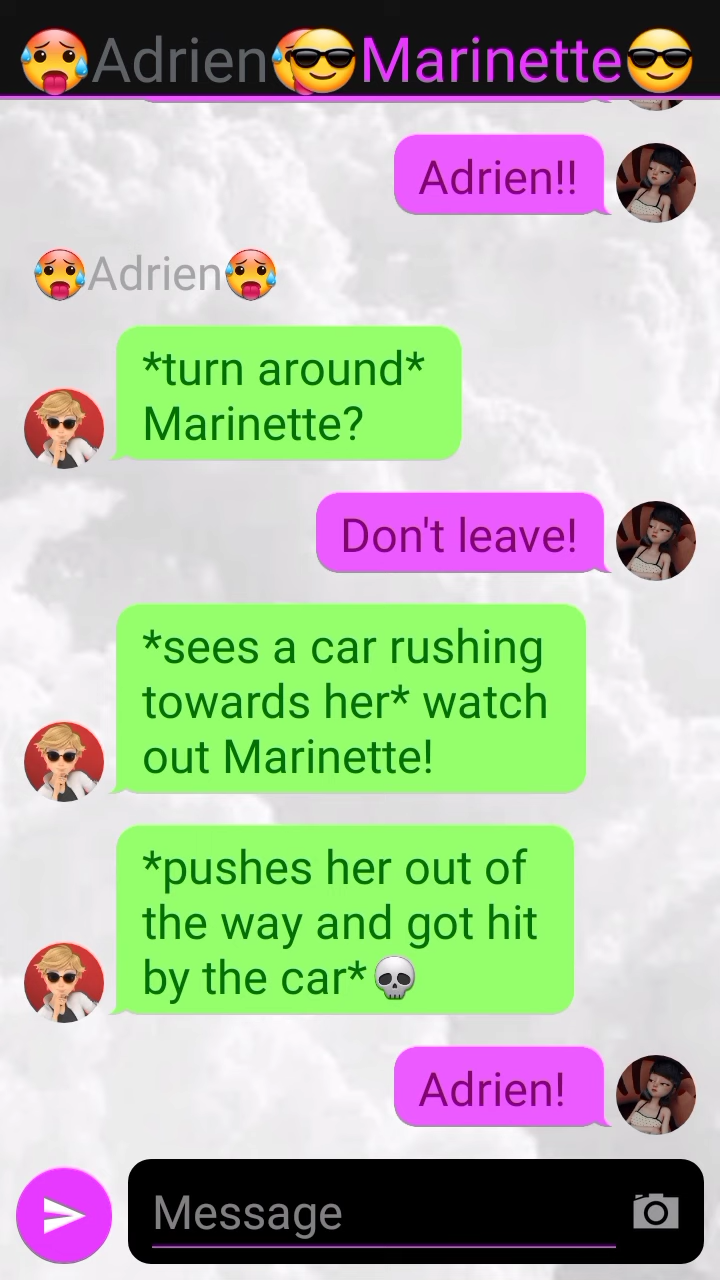 🥵Adrien🥵😎Marinette😎
Adrien!!
🥵Adrien🥵
*turn around*
Marinette?
Don't leave!
*sees a car rushing
towards her* watch
out Marinette!
*pushes her out of
the way and got hit
by the car*💀
Adrien!
Message